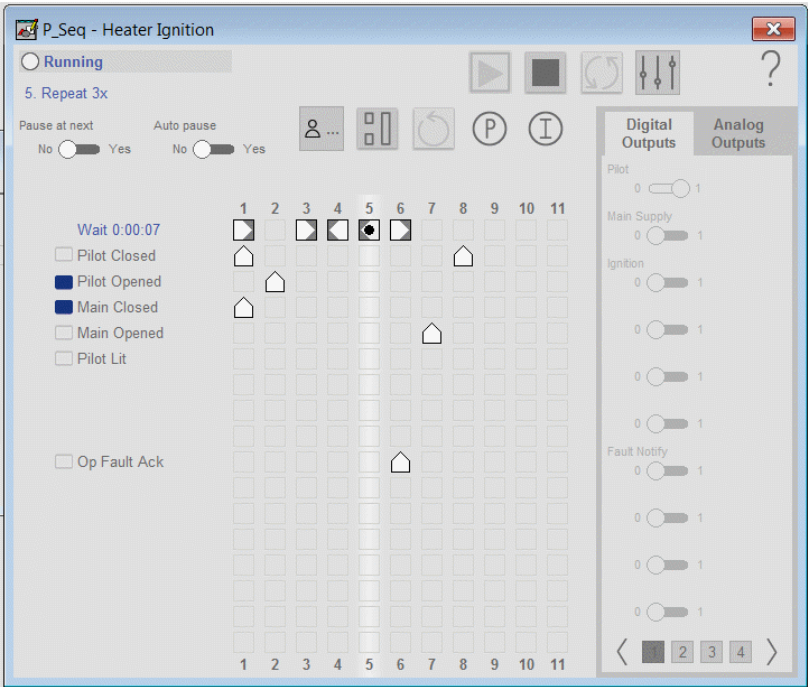 P_Seq - Heater Ignition
Running
5. Repeat 3x
?
Pause at next Auto pause
No Yes No Yes
... P I
Digital Outputs
Analog Outputs
1 2 3 4 5 6 7 8 9 10 11
Wait 0:00:07
Pilot Closed
Pilot Opened
Main Closed
Main Opened
Pilot Lit
Op Fault Ack
1 2 3 4 5 6 7 8 9 10 11
Pilot
0 1
Main Supply
0 1
Ignition
0 1
0 1
0 1
0 1
Fault Notify
0 1
0 1
0 1
0 1
1 2 3 4